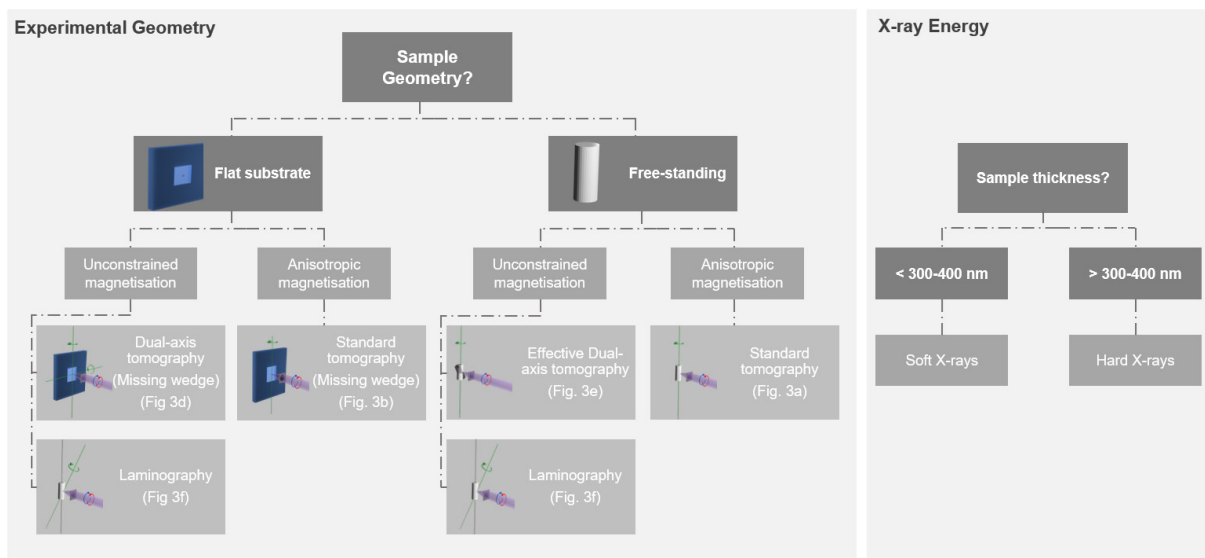 Experimental Geometry
Sample
Geometry?
Flat substrate
Free-standing
Unconstrained
magnetisation
Anisotropic
magnetisation
Unconstrained
magnetisation
Anisotropic
magnetisation
Dual-axis
tomography
(Missing wedge)
(Fig 3d)
Standard
tomography
(Missing wedge)
(Fig. 3b)
Effective Dual-
axis tomography
(Fig. 3e)
Standard
tomography
(Fig. 3a)
Laminography
(Fig 3f)
Laminography
(Fig. 3f)
X-ray Energy
Sample thickness?
< 300-400 nm
> 300-400 nm
Soft X-rays
Hard X-rays